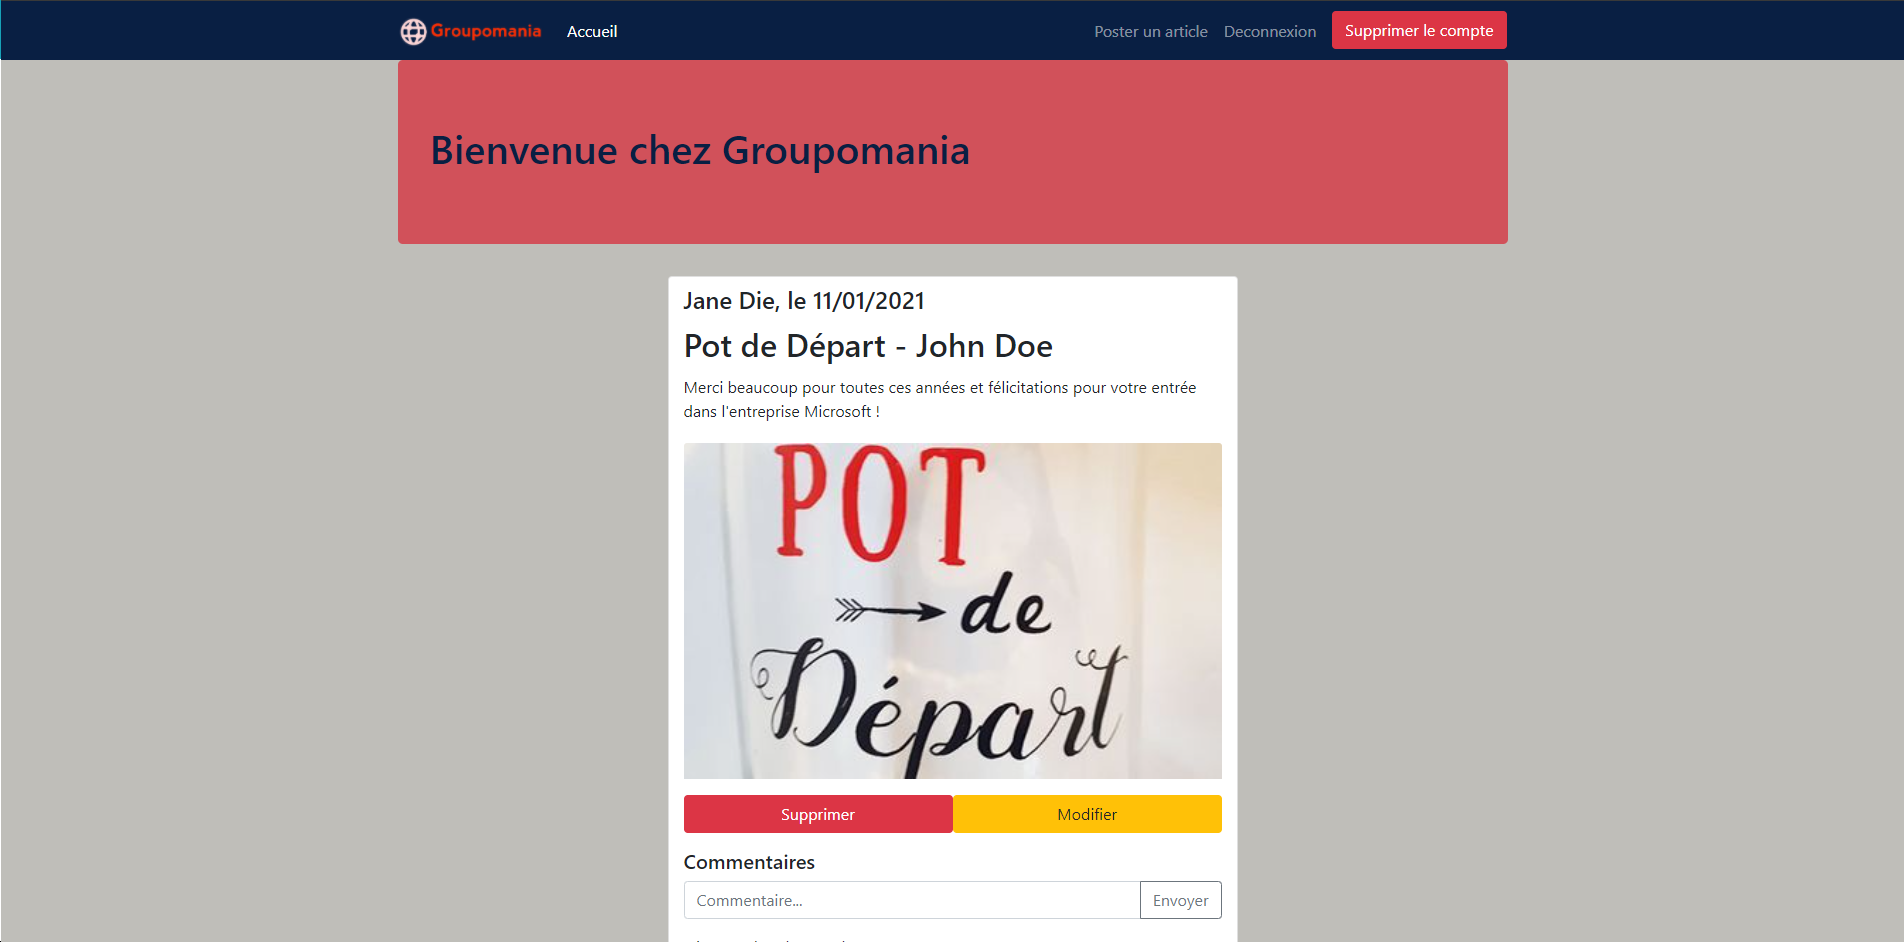 Groupomania
Accueil
Poster un article
Deconnexion
Supprimer le compte
Bienvenue chez Groupomania
Jane Die, le 11/01/2021
Pot de Départ - John Doe
Merci beaucoup pour toutes ces années et félicitations pour votre entrée
dans l'entreprise Microsoft !
POT
de
Départ
Supprimer
Modifier
Commentaires
Commentaire...
Envoyer